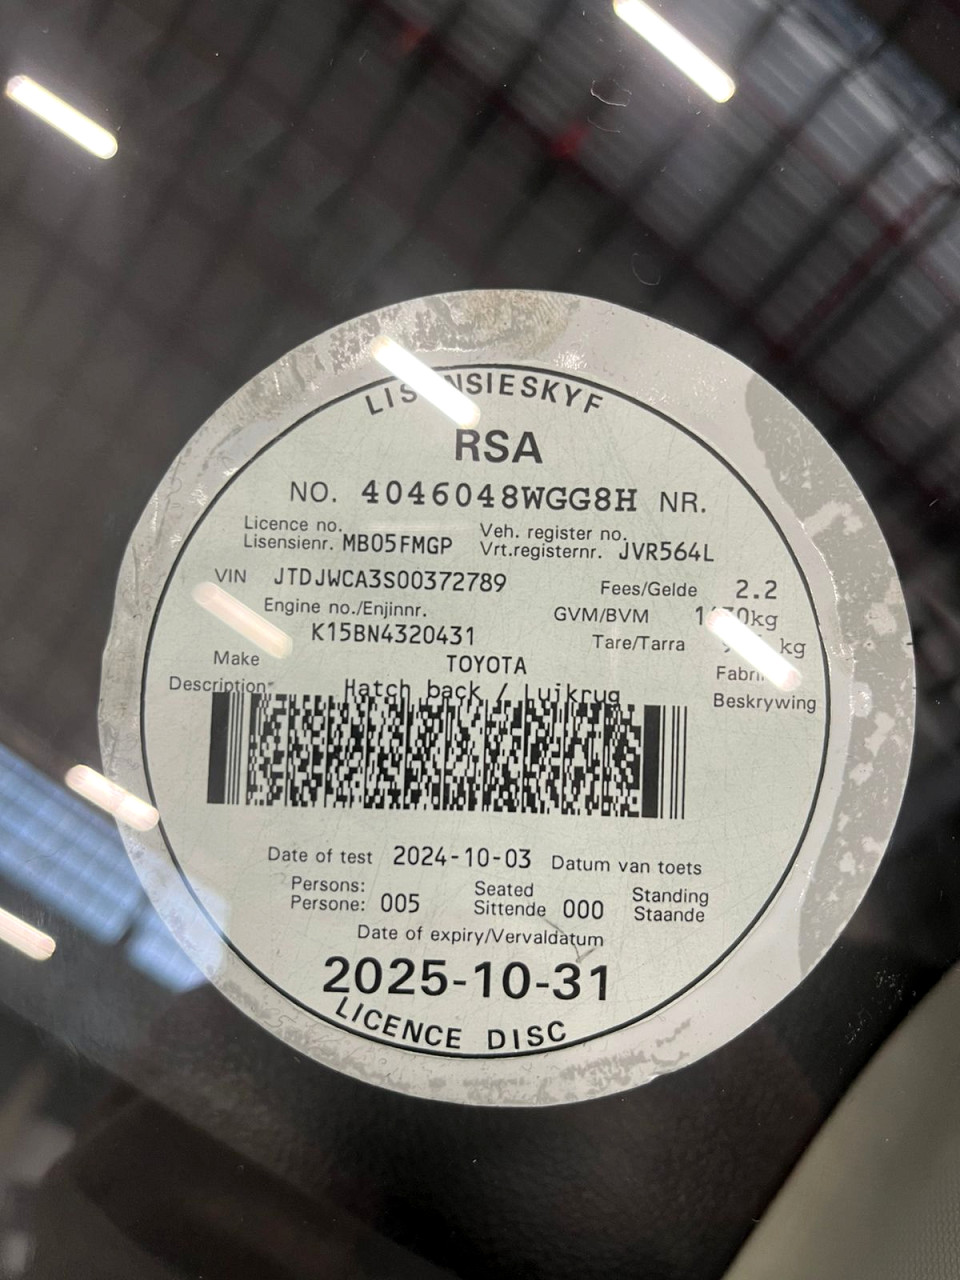 LISENSIESKYF
RSA
NO. 4046048WGG8H NR.
Licence no.
Lisensienr. MB05FMGP
Veh. register no.
Vrt.registernr. JVR564L
VIN JTDJWCA3S00372789
Fees/Gelde 2.2
Engine no./Enjinnr.
GVM/BVM
K15BN4320431
Tare/Tarra kg
Make TOYOTA
Description Hatch back / Luikrug Beskrywing
Date of test 2024-10-03 Datum van toets
Persons:
Persone: 005
Seated
Sittende 000
Standing
Staande
Date of expiry/Vervaldatum
2025-10-31
LICENCE DISC